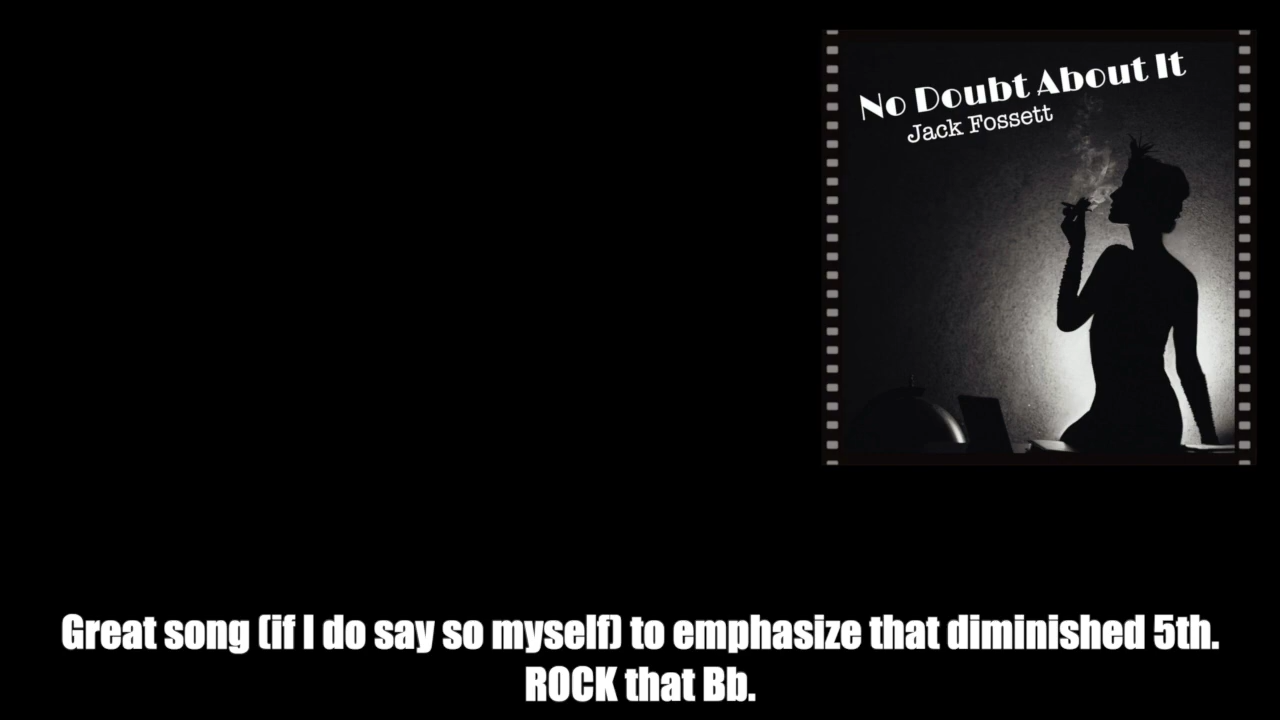 No Doubt About It
Jack Fossett
Great song (if I do say so myself) to emphasize that diminished 5th.
ROCK that Bb.